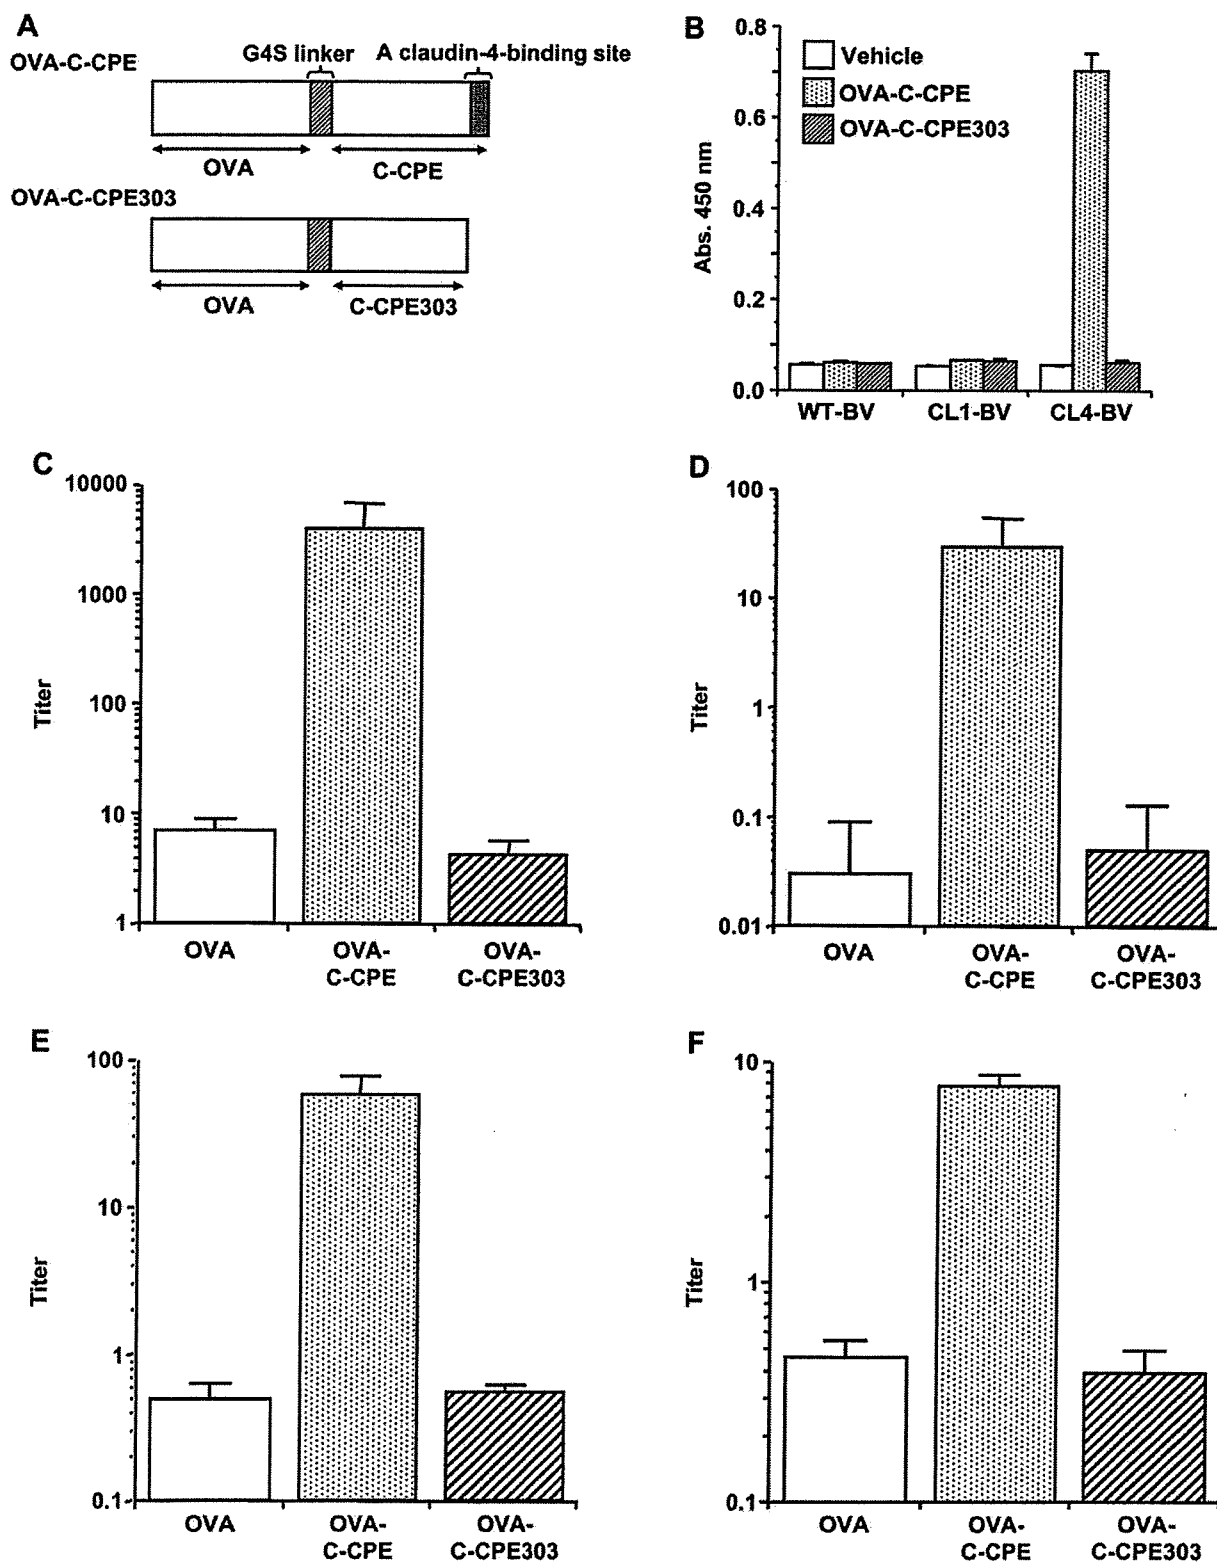 A
OVA-C-CPE
G4S linker
A claudin-4-binding site
OVA
C-CPE
OVA-C-CPE303
OVA
C-CPE303
B
Vehicle
OVA-C-CPE
OVA-C-CPE303
Abs. 450 nm
0.8
0.6
0.4
0.2
0.0
WT-BV
CL1-BV
CL4-BV
C
Titer
10000
1000
100
10
1
OVA
OVA-
C-CPE
OVA-
C-CPE303
D
Titer
100
10
1
0.1
0.01
OVA
OVA-
C-CPE
OVA-
C-CPE303
E
Titer
100
10
1
0.1
OVA
OVA-
C-CPE
OVA-
C-CPE303
F
Titer
10
1
0.1
OVA
OVA-
C-CPE
OVA-
C-CPE303